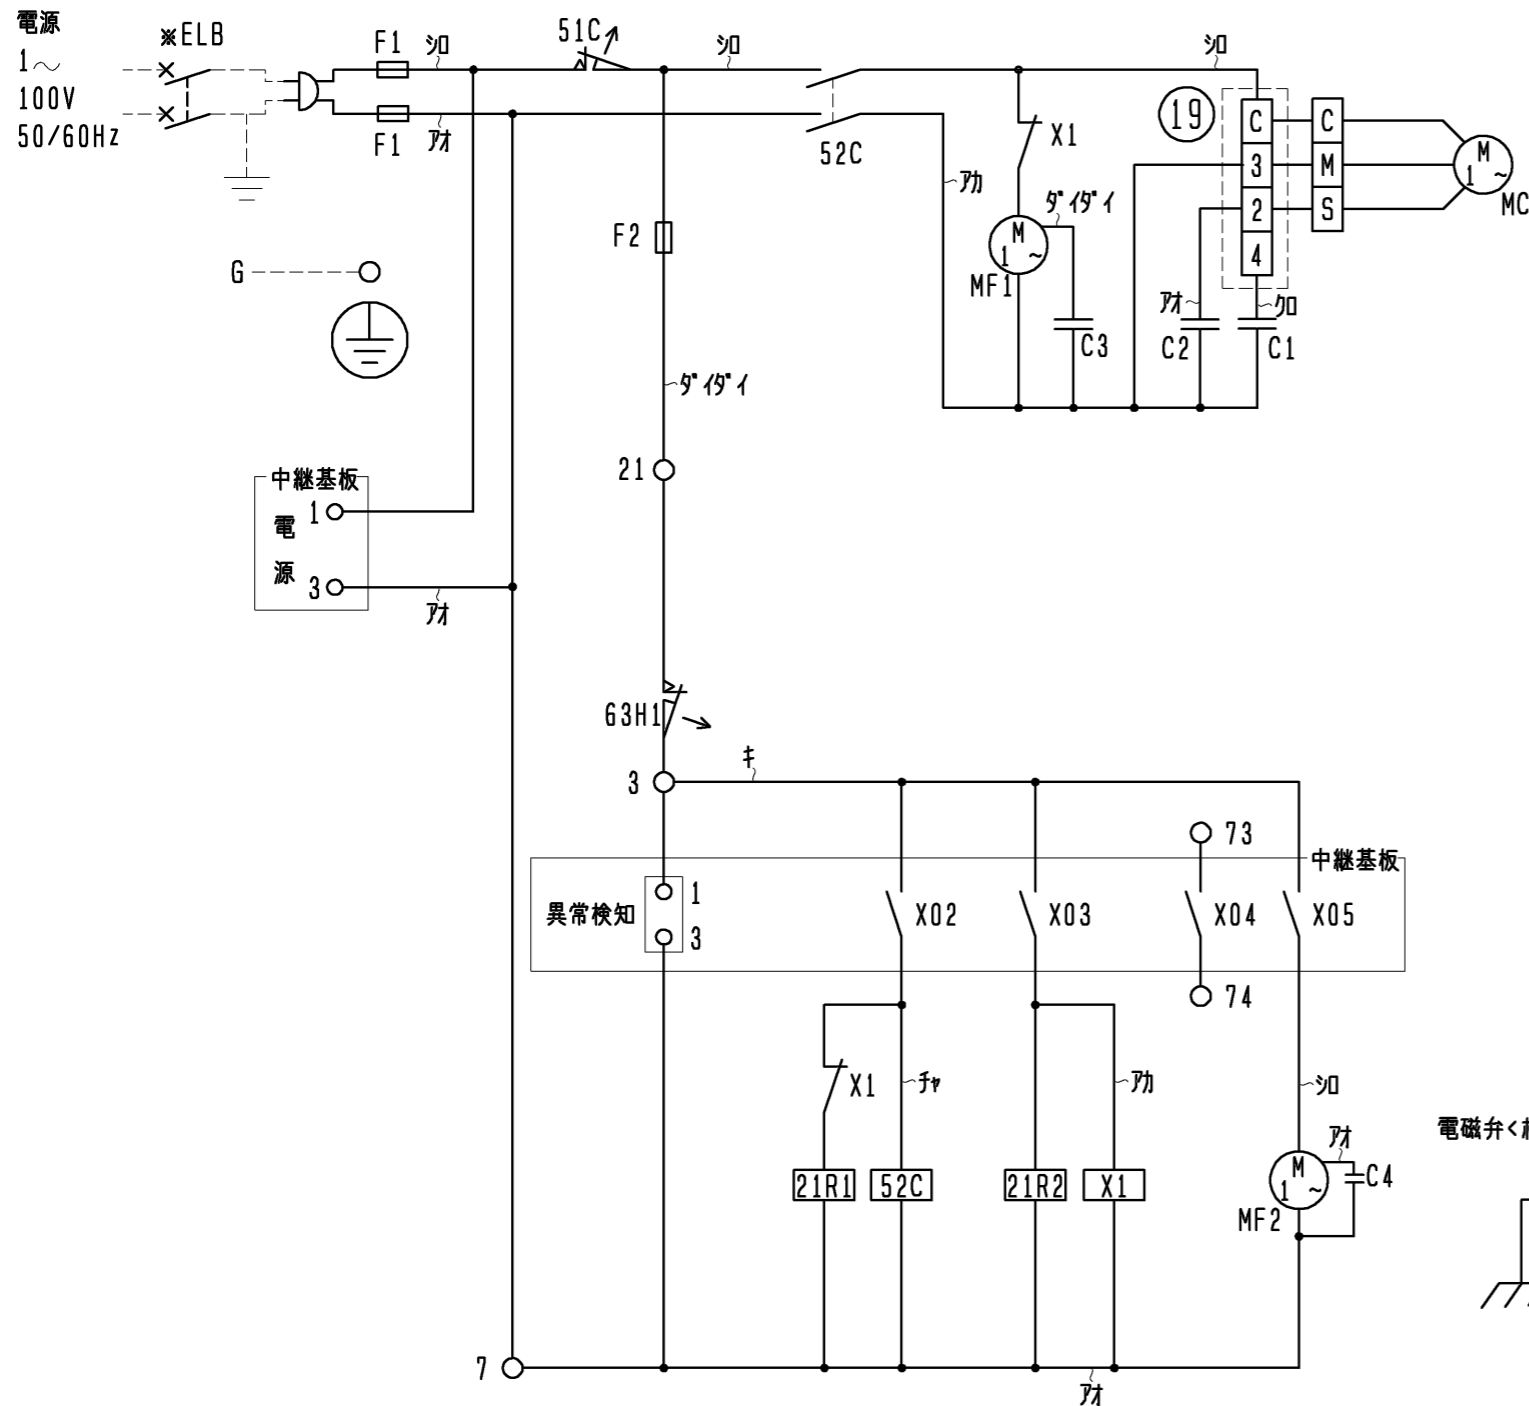 電源
1～
100V
50/60Hz
※ELB
F1
ｼﾛ
51C
ｼﾛ
ｼﾛ
F1
ｱｵ
52C
19
C
3
2
4
C
M
S
M
1～
MC
X1
ｱｶ
ﾀﾞｲﾀﾞｲ
M
1～
MF1
C3
ｱｵ
C2
ｸﾛ
C1
F2
G
ﾀﾞｲﾀﾞｲ
21
中継基板
電源
1
3
ｱｵ
63H1
3
ｷ
73
中継基板
異常検知
1
3
X02
X03
X04
X05
74
X1
ﾁｬ
ｱｶ
ｼﾛ
21R1
52C
21R2
X1
M
1～
MF2
ｱｵ
C4
電磁弁く
7
ｱｵ